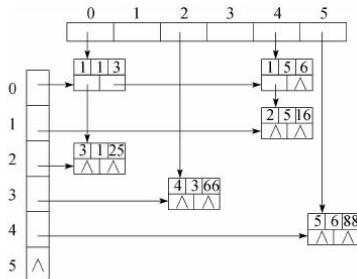 0 1 2 3 4 5
1 1 3 1 5 6
0 ∧
2 5 16
1 ∧ ∧
3 1 25
2 ∧ ∧
4 3 66
3 ∧ ∧
5 6 88
4 ∧ ∧
5 ∧